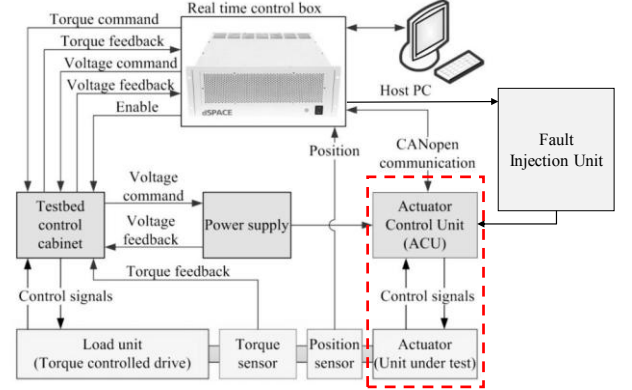 Torque command
Real time control box
Torque feedback
Voltage command
Voltage feedback
Enable
dSPACE
Host PC
Position
CANopen
communication
Fault
Injection Unit
Testbed
control
cabinet
Voltage
command
Voltage
feedback
Power supply
Actuator
Control Unit
(ACU)
Torque feedback
Control signals
Control signals
Load unit
(Torque controlled drive)
Torque
sensor
Position
sensor
Actuator
(Unit under test)